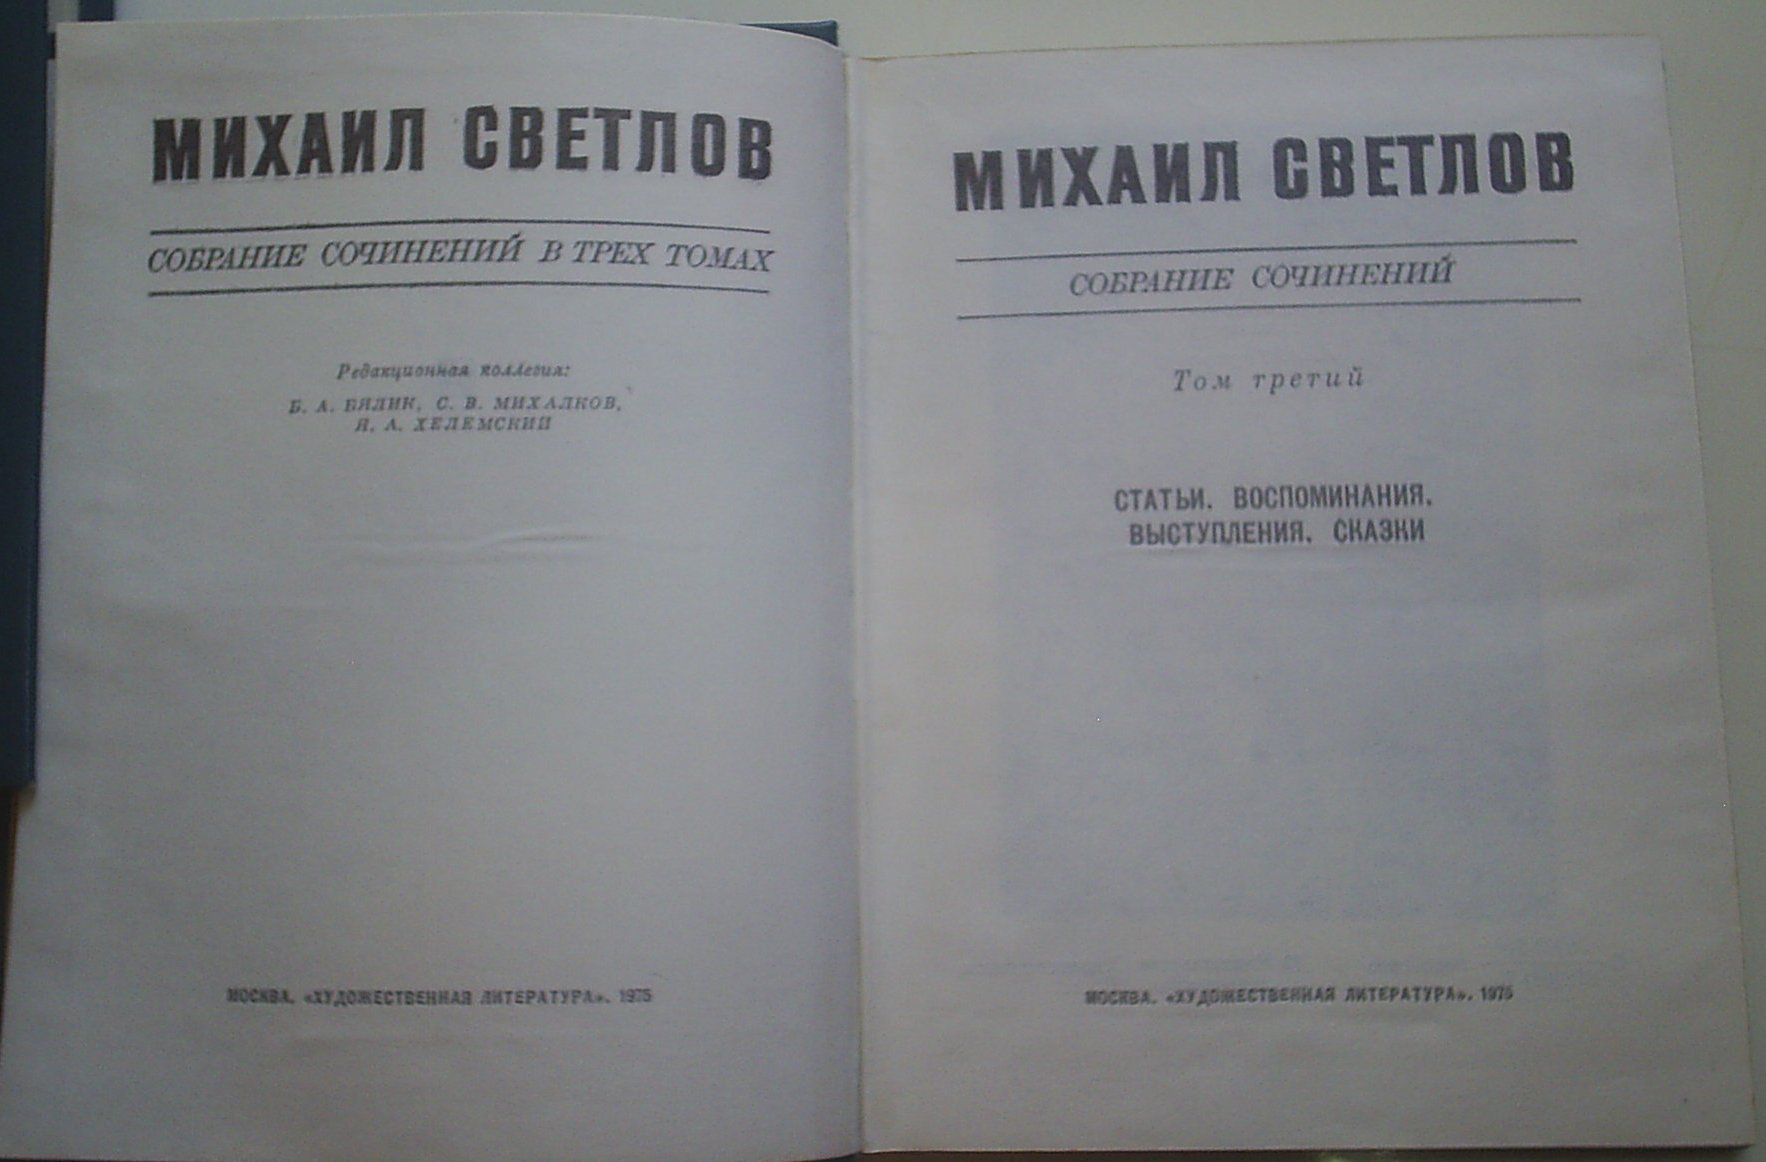 МИХАИЛ СВЕТЛОВ
СОБРАНИЕ СОЧИНЕНИЙ В ТРЕХ ТОМАХ
Редакционная коллегия:
Б. А. БЯЛИК, С. В. МИХАЛКОВ,
Я. А. ХЕЛЕМСКИЙ
МОСКВА. «ХУДОЖЕСТВЕННАЯ ЛИТЕРАТУРА». 1975
МИХАИЛ СВЕТЛОВ
СОБРАНИЕ СОЧИНЕНИЙ
Том третий
СТАТЬИ. ВОСПОМИНАНИЯ.
ВЫСТУПЛЕНИЯ. СКАЗКИ
МОСКВА. «ХУДОЖЕСТВЕННАЯ ЛИТЕРАТУРА». 1975